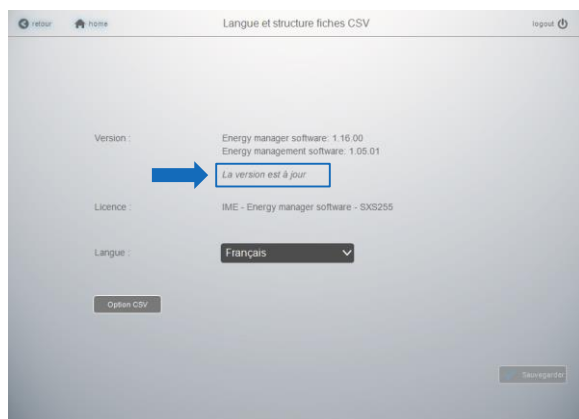 retour home Langue et structure fiches CSV logout
Version : Energy manager software: 1.16.00
Energy management software: 1.05.01
La version est à jour
Licence : IME - Energy manager software - SXS255
Langue : Français
Option CSV
Sauvegarder